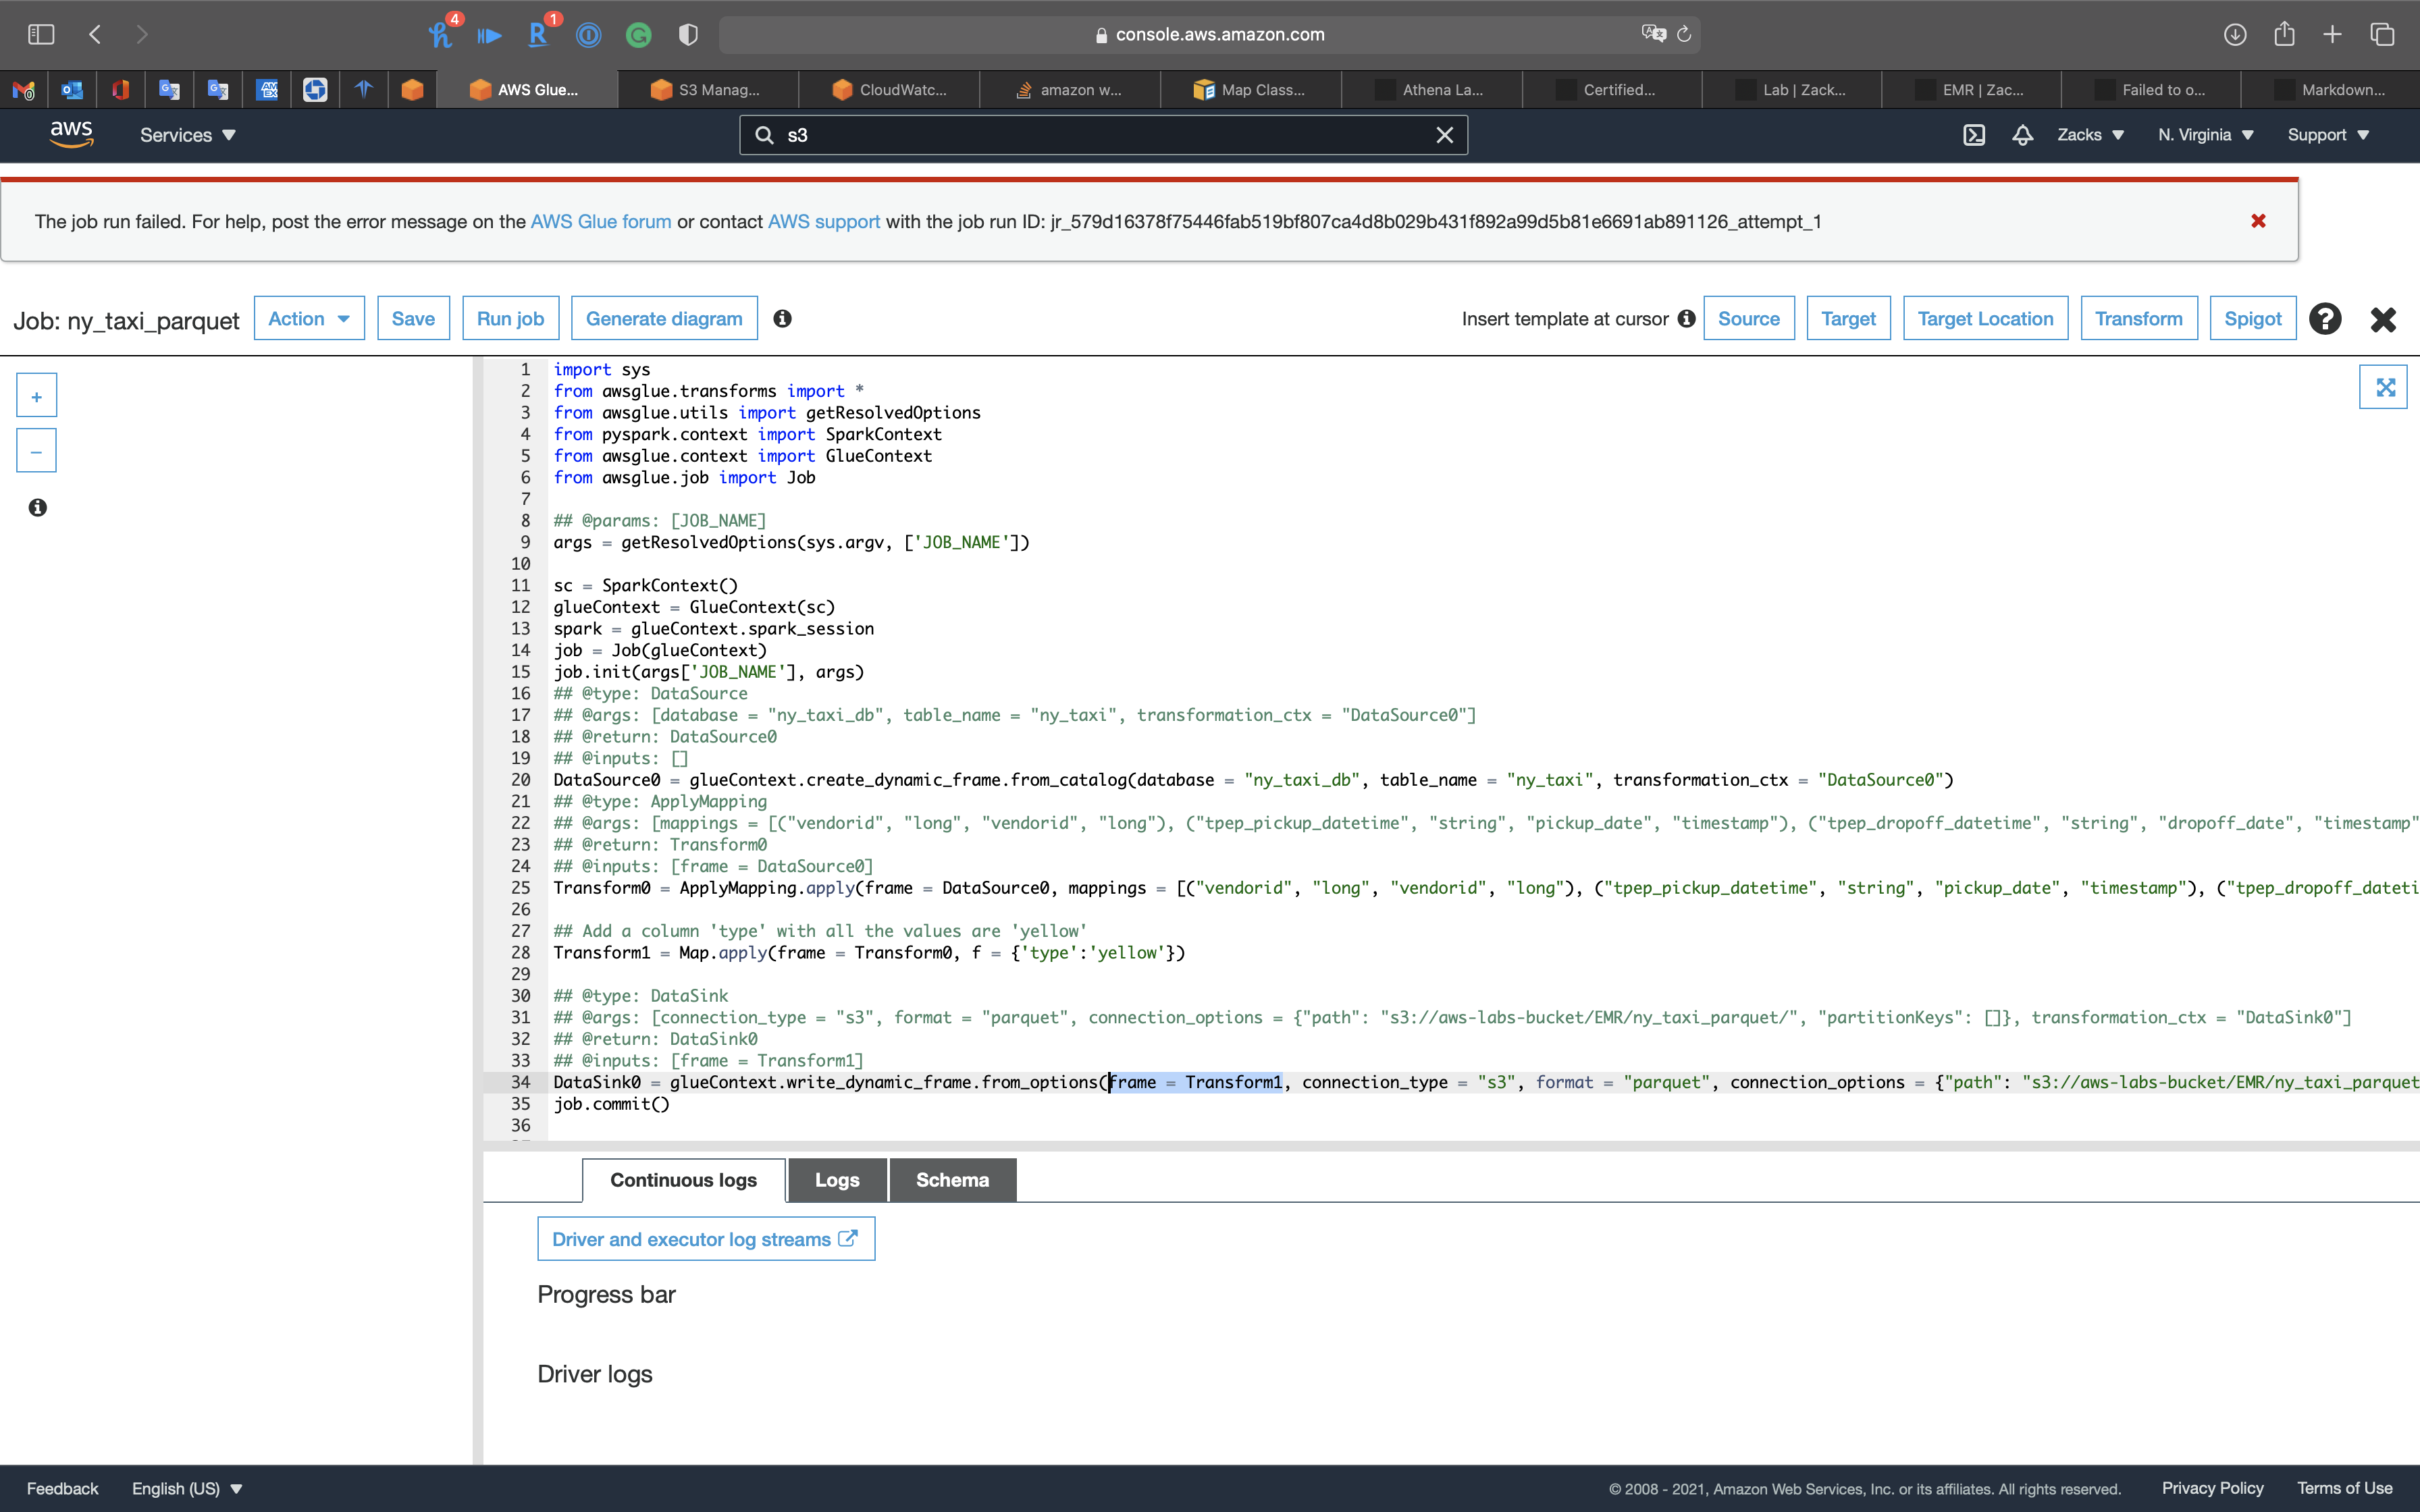 4
1
console.aws.amazon.com
AWS Glue...
S3 Manag...
CloudWatc...
amazon w...
Map Class...
Athena La...
Certified...
Lab | Zack...
EMR | Zac...
Failed to o...
Markdown...
aws
Services
s3
Zacks
N. Virginia
Support
The job run failed. For help, post the error message on the AWS Glue forum or contact AWS support with the job run ID: jr_579d16378f75446fab519bf807ca4d8b029b431f892a99d5b81e6691ab891126_attempt_1
Job: ny_taxi_parquet
Action
Save
Run job
Generate diagram
Insert template at cursor
Source
Target
Target Location
Transform
Spigot
1 import sys
2 from awsglue.transforms import *
3 from awsglue.utils import getResolvedOptions
4 from pyspark.context import SparkContext
5 from awsglue.context import GlueContext
6 from awsglue.job import Job
7
8 ## @params: [JOB_NAME]
9 args = getResolvedOptions(sys.argv, ['JOB_NAME'])
10
11 sc = SparkContext()
12 glueContext = GlueContext(sc)
13 spark = glueContext.spark_session
14 job = Job(glueContext)
15 job.init(args['JOB_NAME'], args)
16 ## @type: DataSource
17 ## @args: [database = "ny_taxi_db", table_name = "ny_taxi", transformation_ctx = "DataSource0"]
18 ## @return: DataSource0
19 ## @inputs: []
20 DataSource0 = glueContext.create_dynamic_frame.from_catalog(database = "ny_taxi_db", table_name = "ny_taxi", transformation_ctx = "DataSource0")
21 ## @type: ApplyMapping
22 ## @args: [mappings = [("vendorid", "long", "vendorid", "long"), ("tpep_pickup_datetime", "string", "pickup_date", "timestamp"), ("tpep_dropoff_datetime", "string", "dropoff_date", "timestamp"
23 ## @return: Transform0
24 ## @inputs: [frame = DataSource0]
25 Transform0 = ApplyMapping.apply(frame = DataSource0, mappings = [("vendorid", "long", "vendorid", "long"), ("tpep_pickup_datetime", "string", "pickup_date", "timestamp"), ("tpep_dropoff_dateti
26
27 ## Add a column 'type' with all the values are 'yellow'
28 Transform1 = Map.apply(frame = Transform0, f = {'type':'yellow'})
29
30 ## @type: DataSink
31 ## @args: [connection_type = "s3", format = "parquet", connection_options = {"path": "s3://aws-labs-bucket/EMR/ny_taxi_parquet/", "partitionKeys": []}, transformation_ctx = "DataSink0"]
32 ## @return: DataSink0
33 ## @inputs: [frame = Transform1]
34 DataSink0 = glueContext.write_dynamic_frame.from_options(frame = Transform1, connection_type = "s3", format = "parquet", connection_options = {"path": "s3://aws-labs-bucket/EMR/ny_taxi_parquet
35 job.commit()
36
Continuous logs
Logs
Schema
Driver and executor log streams
Progress bar
Driver logs
Feedback
English (US)
© 2008 - 2021, Amazon Web Services, Inc. or its affiliates. All rights reserved.
Privacy Policy
Terms of Use